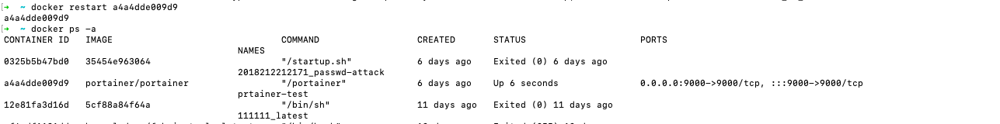 [➜  ~ docker restart a4a4dde009d9
a4a4dde009d9
[➜  ~ docker ps -a
CONTAINER ID   IMAGE   COMMAND   CREATED   STATUS   PORTS
NAMES
0325b5b47bd0   35454e963064   "/startup.sh"   6 days ago   Exited (0) 6 days ago
2018212212171_passwd-attack
a4a4dde009d9   portainer/portainer   "/portainer"   6 days ago   Up 6 seconds   0.0.0.0:9000->9000/tcp, :::9000->9000/tcp
prtainer-test
12e81fa3d16d   5cf88a84f64a   "/bin/sh"   11 days ago   Exited (0) 11 days ago
111111_latest